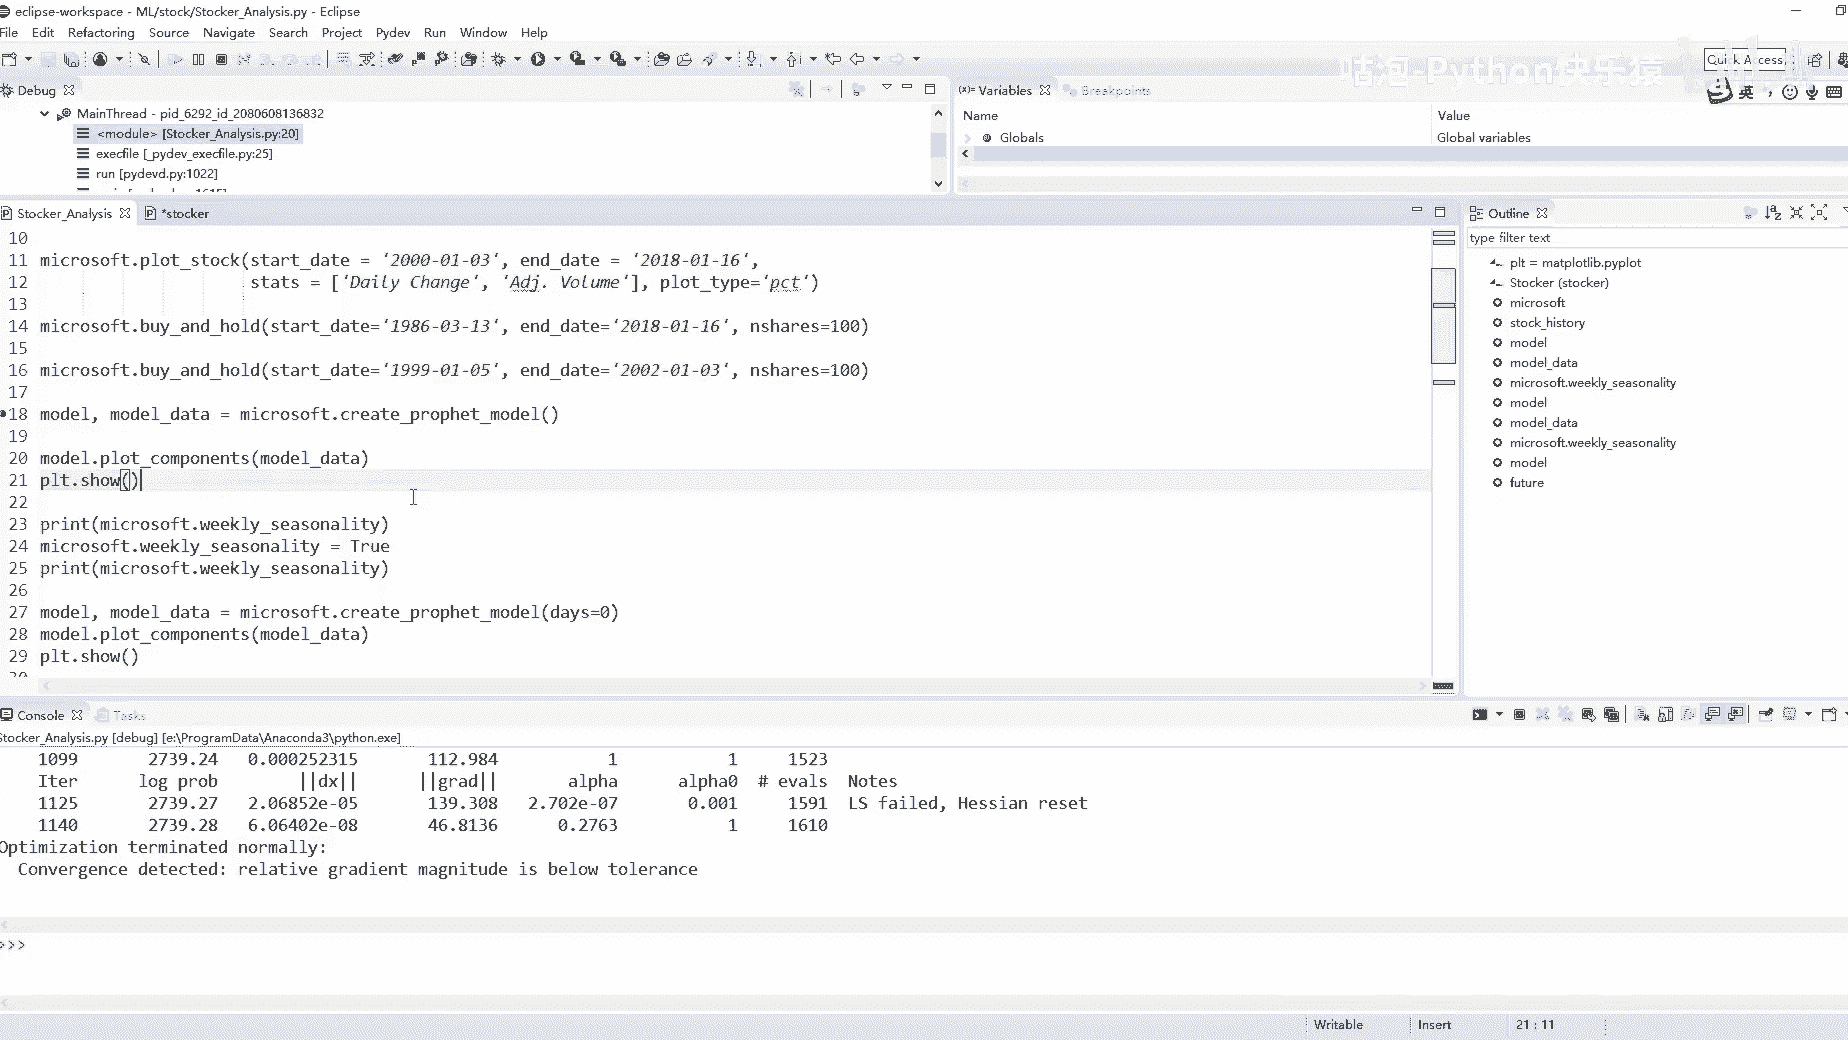 eclipse-workspace - ML/stock/Stocker_Analysis.py - Eclipse
File Edit Refactoring Source Navigate Search Project Pydev Run Window Help
Quick Access
咕泡-Python快乐猿
英
Debug
Variables Breakpoints
MainThread - pid_6292_id_2080608136832
<module> [Stocker_Analysis.py:20]
execfile [_pydev_execfile.py:25]
run [pydevd.py:1022]
Name Value
Globals Global variables
Stocker_Analysis *stocker
10
11 microsoft.plot_stock(start_date = '2000-01-03', end_date = '2018-01-16',
12 stats = ['Daily Change', 'Adj. Volume'], plot_type='pct')
13
14 microsoft.buy_and_hold(start_date='1986-03-13', end_date='2018-01-16', nshares=100)
15
16 microsoft.buy_and_hold(start_date='1999-01-05', end_date='2002-01-03', nshares=100)
17
18 model, model_data = microsoft.create_prophet_model()
19
20 model.plot_components(model_data)
21 plt.show()
22
23 print(microsoft.weekly_seasonality)
24 microsoft.weekly_seasonality = True
25 print(microsoft.weekly_seasonality)
26
27 model, model_data = microsoft.create_prophet_model(days=0)
28 model.plot_components(model_data)
29 plt.show()
Outline
type filter text
plt = matplotlib.pyplot
Stocker (stocker)
microsoft
stock_history
model
model_data
microsoft.weekly_seasonality
model
model_data
microsoft.weekly_seasonality
model
future
Console Tasks
Stocker_Analysis.py [debug] [e:\ProgramData\Anaconda3\python.exe]
1099 2739.24 0.000252315 112.984 1 1 1523
Iter log prob ||dx|| ||grad|| alpha alpha0 # evals Notes
1125 2739.27 2.06852e-05 139.308 2.702e-07 0.001 1591 LS failed, Hessian reset
1140 2739.28 6.06402e-08 46.8136 0.2763 1 1610
Optimization terminated normally:
Convergence detected: relative gradient magnitude is below tolerance
>>>
Writable Insert 21 : 11